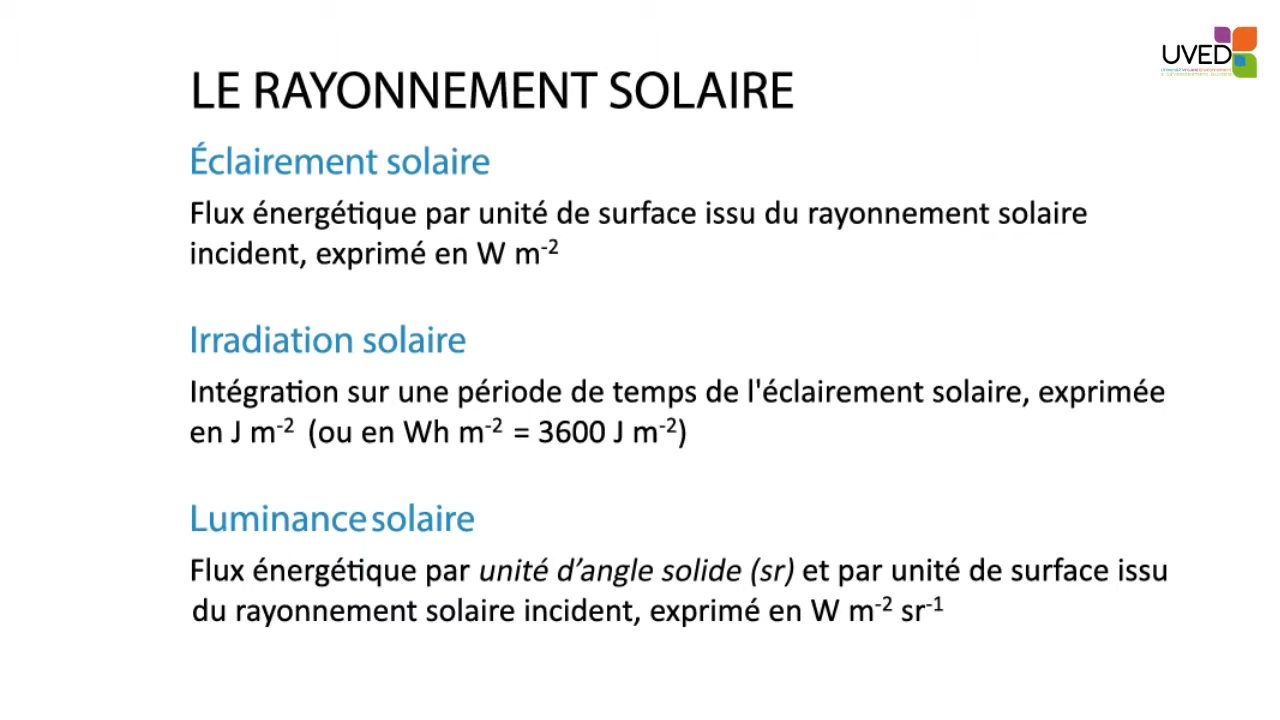 UVED
LE RAYONNEMENT SOLAIRE
Éclairement solaire
Flux énergétique par unité de surface issu du rayonnement solaire
incident, exprimé en W m⁻²
Irradiation solaire
Intégration sur une période de temps de l'éclairement solaire, exprimée
en J m⁻² (ou en Wh m⁻² = 3600 J m⁻²)
Luminance solaire
Flux énergétique par unité d’angle solide (sr) et par unité de surface issu
du rayonnement solaire incident, exprimé en W m⁻² sr⁻¹